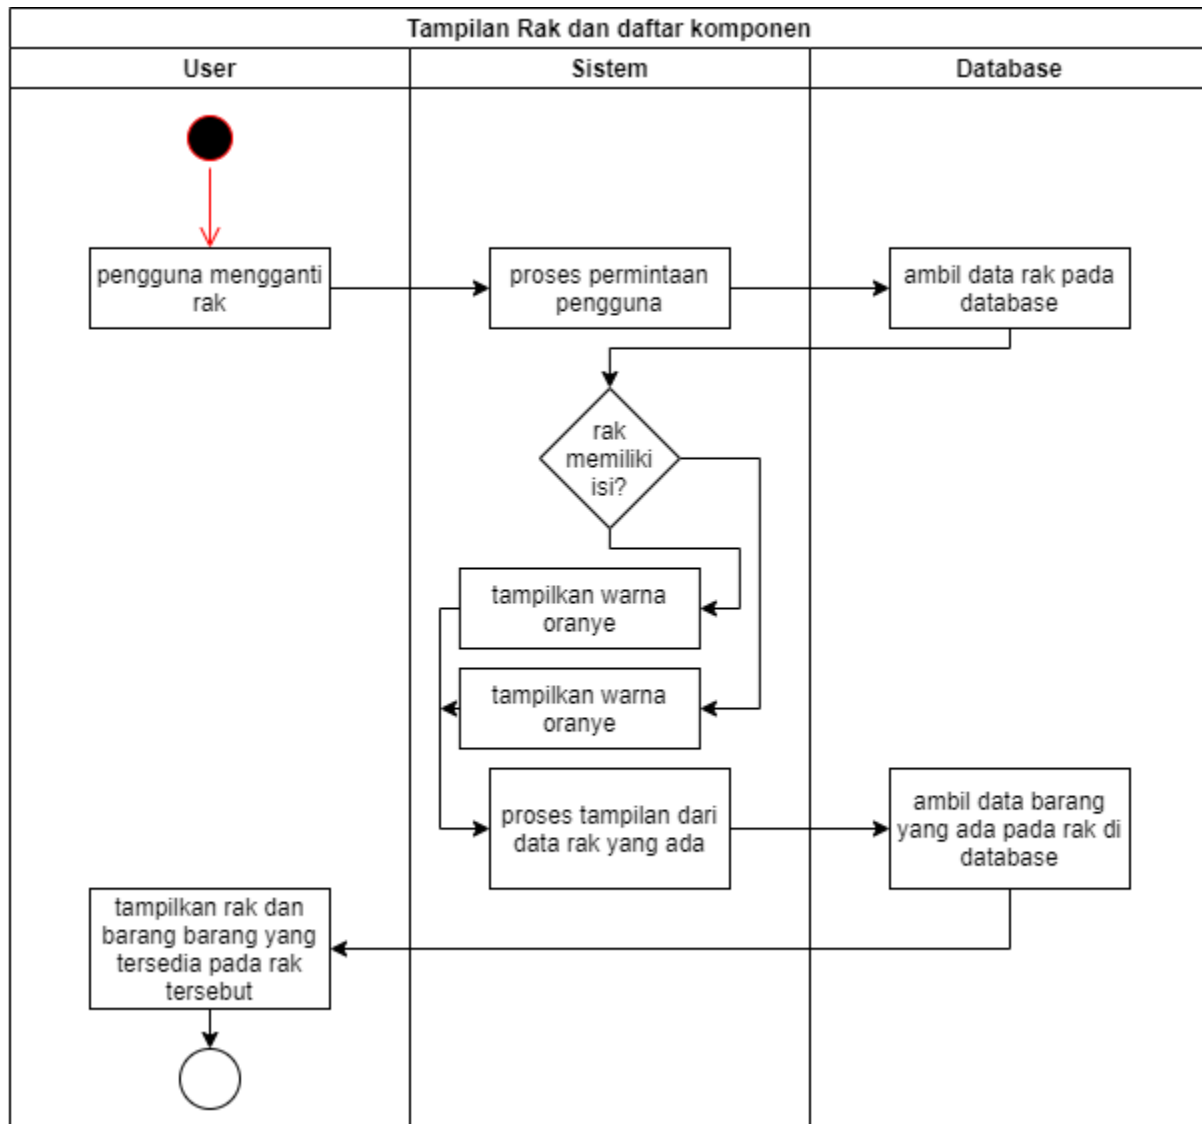 Tampilan Rak dan daftar komponen
User
Sistem
Database
pengguna mengganti
rak
proses permintaan
pengguna
ambil data rak pada
database
rak
memiliki
isi?
tampilkan warna
oranye
tampilkan warna
oranye
proses tampilan dari
data rak yang ada
ambil data barang
yang ada pada rak di
database
tampilkan rak dan
barang barang yang
tersedia pada rak
tersebut